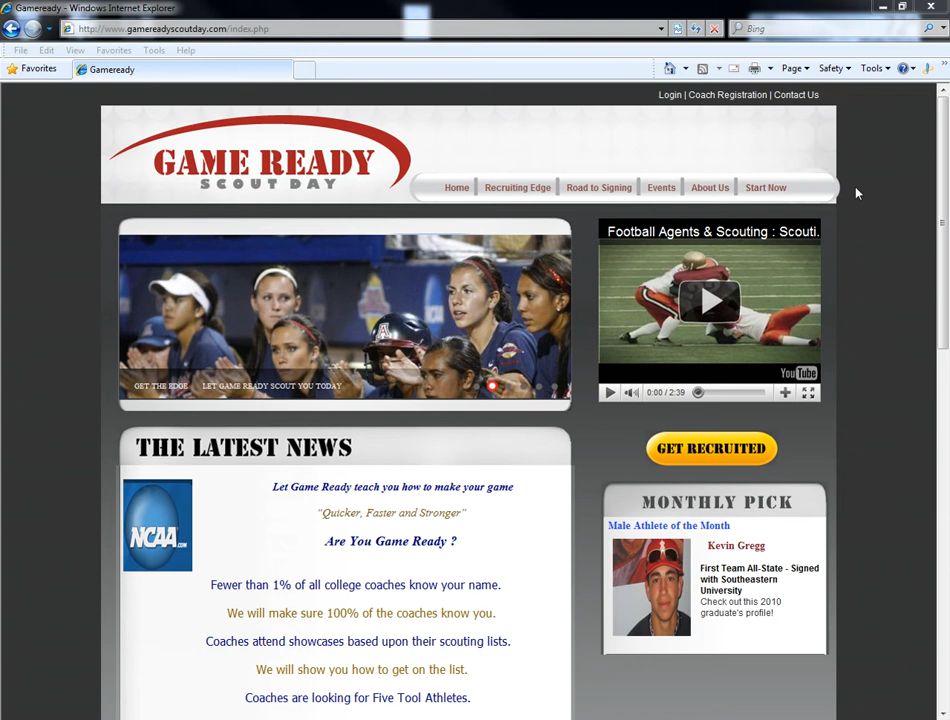 Gameready - Windows Internet Explorer
http://www.gamereadyscoutday.com/index.php
Bing
File Edit View Favorites Tools Help
Favorites
Gameready
Page Safety Tools
Login | Coach Registration | Contact Us
GAME READY
SCOUT DAY
Home Recruiting Edge Road to Signing Events About Us Start Now
Football Agents & Scouting : Scouti.
A
GET THE EDGE LET GAME READY SCOUT YOU TODAY
YouTube
0:00 / 2:39
THE LATEST NEWS
GET RECRUITED
MONTHLY PICK
NCAA.com
Let Game Ready teach you how to make your game
"Quicker, Faster and Stronger"
Are You Game Ready ?
Fewer than 1% of all college coaches know your name.
We will make sure 100% of the coaches know you.
Coaches attend showcases based upon their scouting lists.
We will show you how to get on the list.
Coaches are looking for Five Tool Athletes.
Male Athlete of the Month
Kevin Gregg
First Team All-State - Signed
with Southeastern
University
Check out this 2010
graduate's profile!